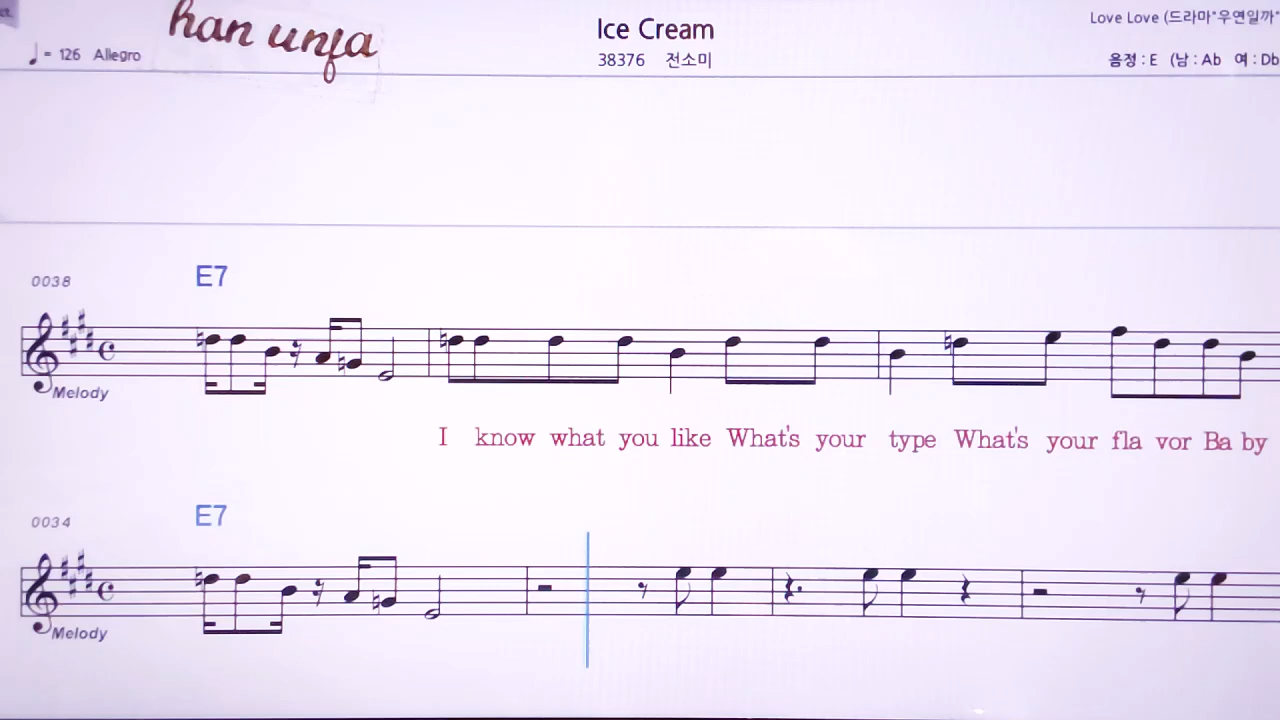 han unja
Ice Cream
Love Love (드라마"우연일까"
♩= 126 Allegro
38376 전소미
음정 : E (남 : Ab 여 : Db
0038
E7
Melody
I know what you like What's your type What's your fla vor Ba by
0034
E7
Melody